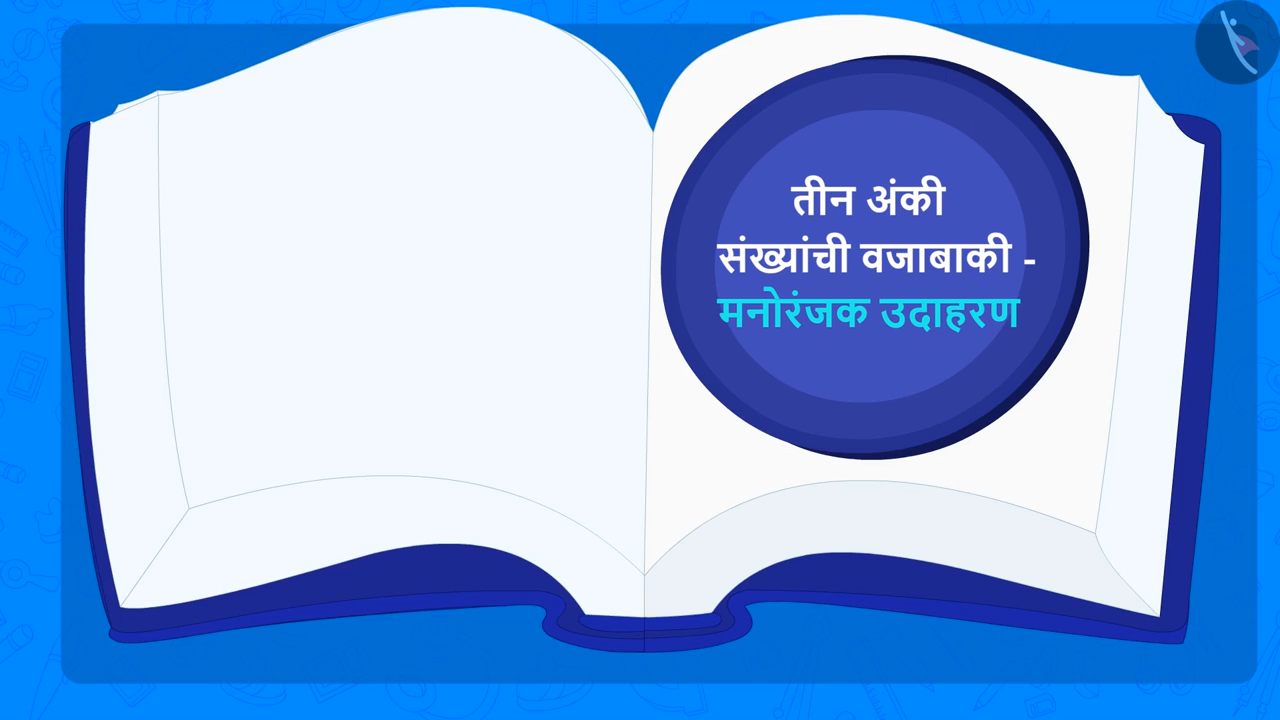 तीन अंकी
संख्यांची वजाबाकी -
मनोरंजक उदाहरण